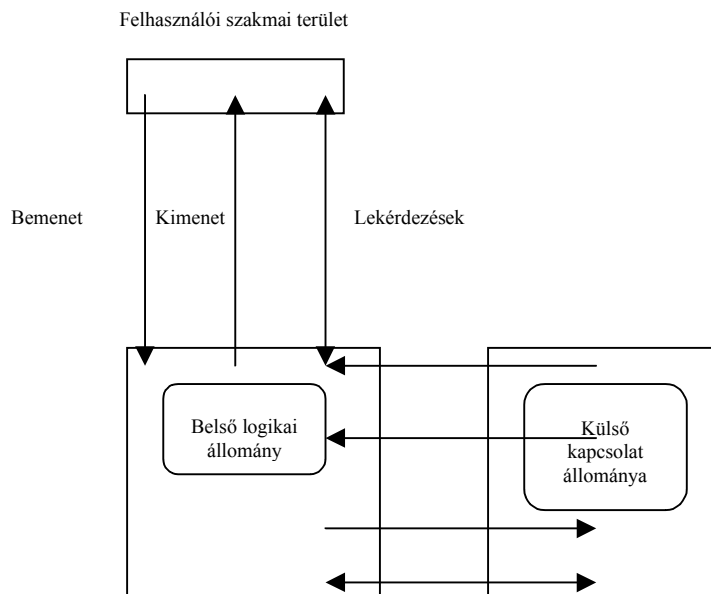 Felhasználói szakmai terület
Bemenet
Kimenet
Lekérdezések
Belső logikai
állomány
Külső
kapcsolat
állománya